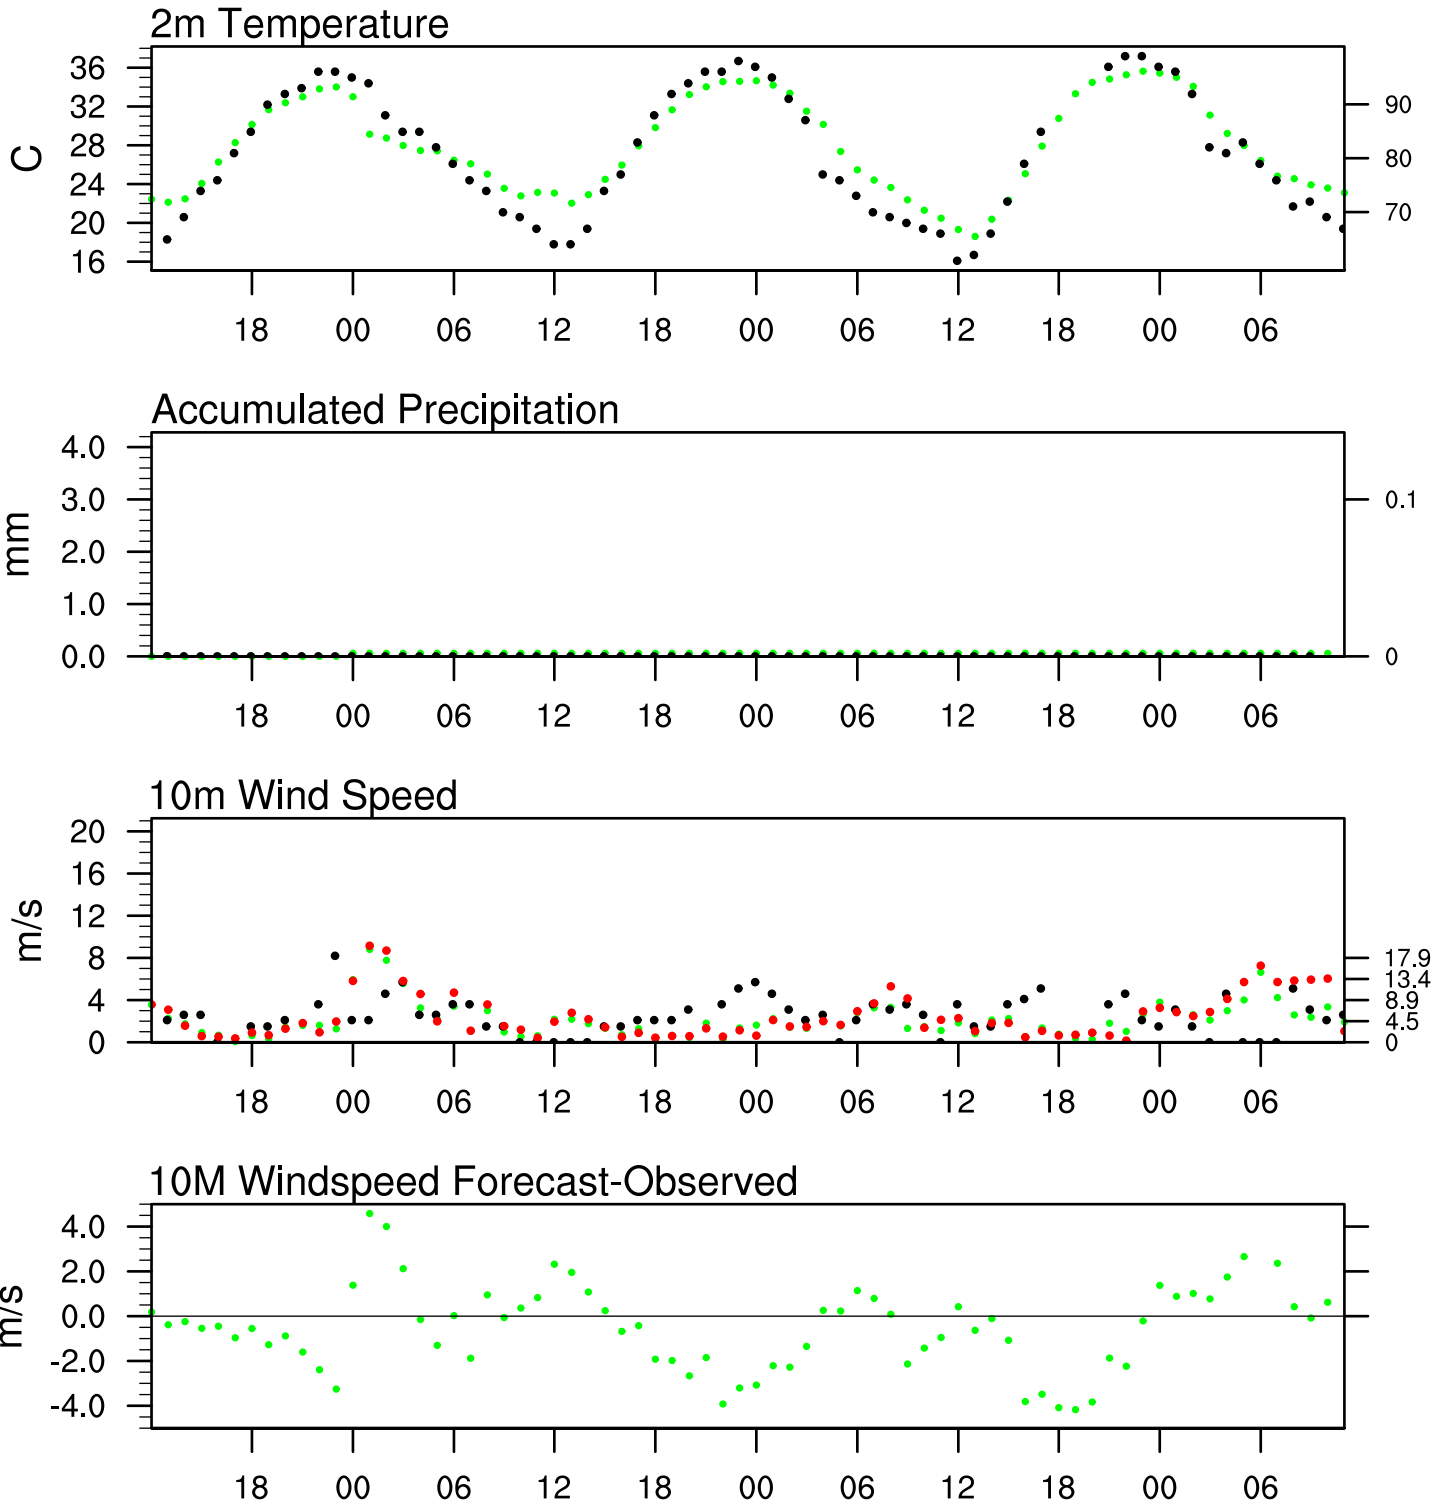 2m Temperature
36
32
28
24
20
16
C
90
80
70
18 00 06 12 18 00 06 12 18 00 06
Accumulated Precipitation
4.0
3.0
2.0
1.0
0.0
mm
0.1
0
18 00 06 12 18 00 06 12 18 00 06
10m Wind Speed
20
16
12
8
4
0
m/s
17.9
13.4
8.9
4.5
0
18 00 06 12 18 00 06 12 18 00 06
10M Windspeed Forecast-Observed
4.0
2.0
0.0
-2.0
-4.0
m/s
18 00 06 12 18 00 06 12 18 00 06